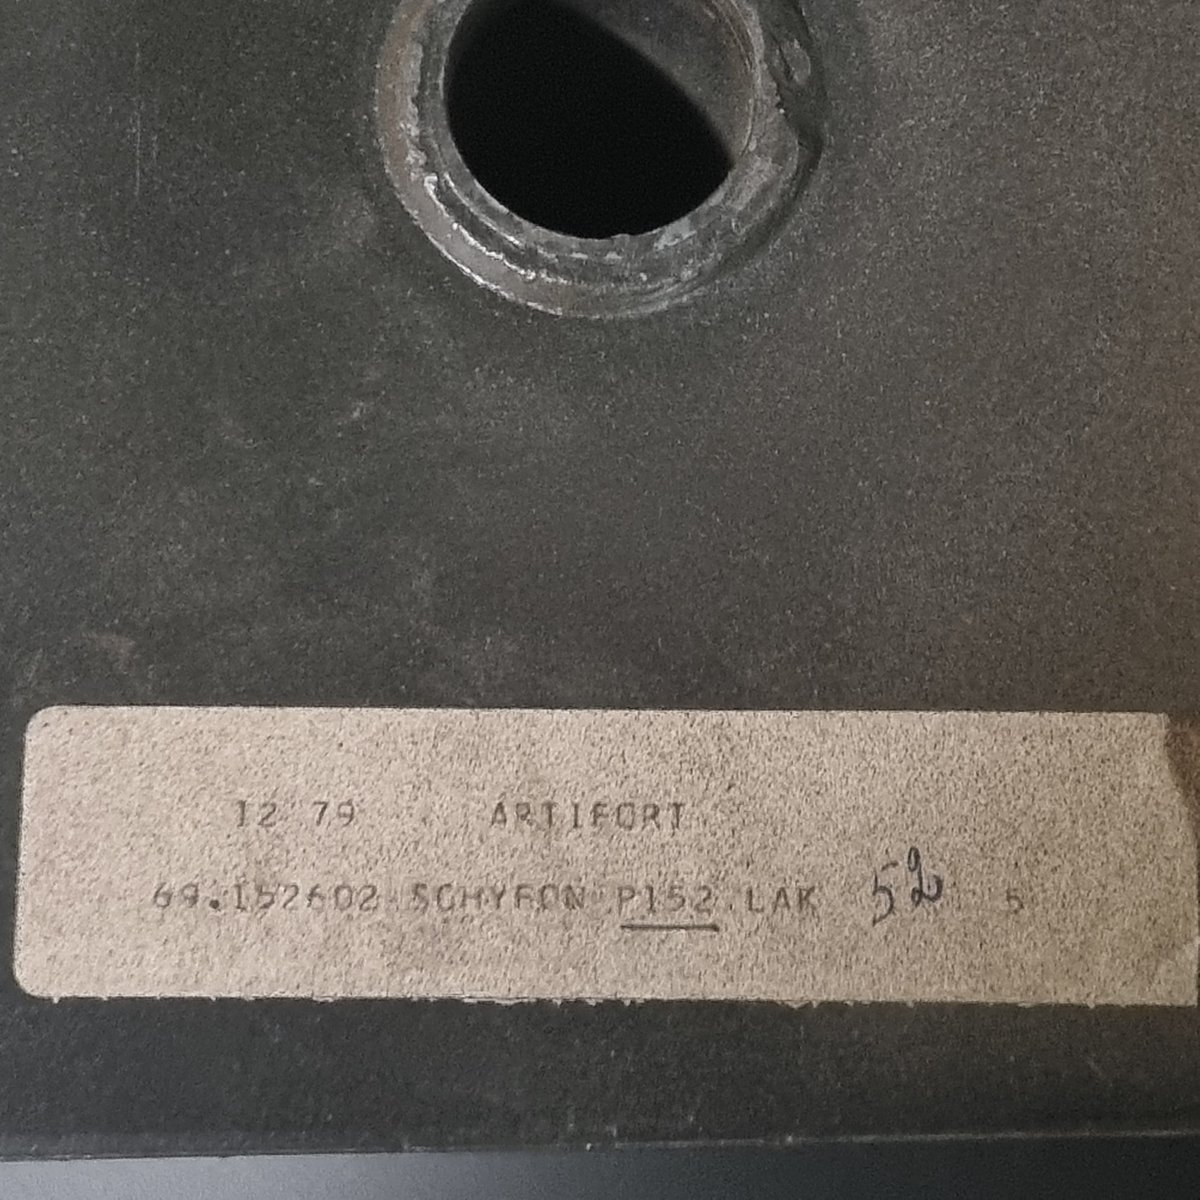 12 79 ARTIFORT
69.152602 SCHYFON P152 LAK 52 5